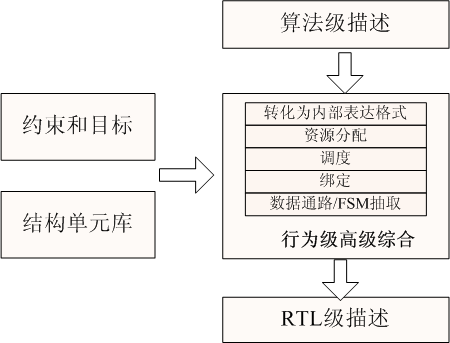 算法级描述
约束和目标
结构单元库
转化为内部表达格式
资源分配
调度
绑定
数据通路/FSM抽取
行为级高级综合
RTL级描述